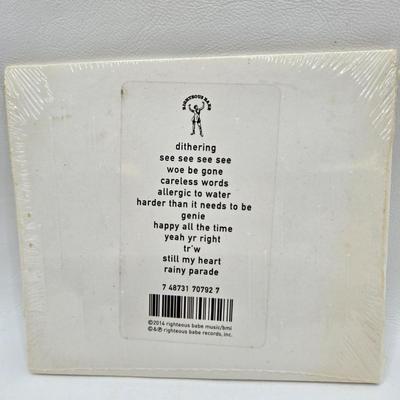 RIGHTEOUS BABE
dithering
see see see see
woe be gone
careless words
allergic to water
harder than it needs to be
genie
happy all the time
yeah yr right
tr'w
still my heart
rainy parade
7 48731 70792 7
©2014 righteous babe music/bmi
©&℗ righteous babe records, inc.